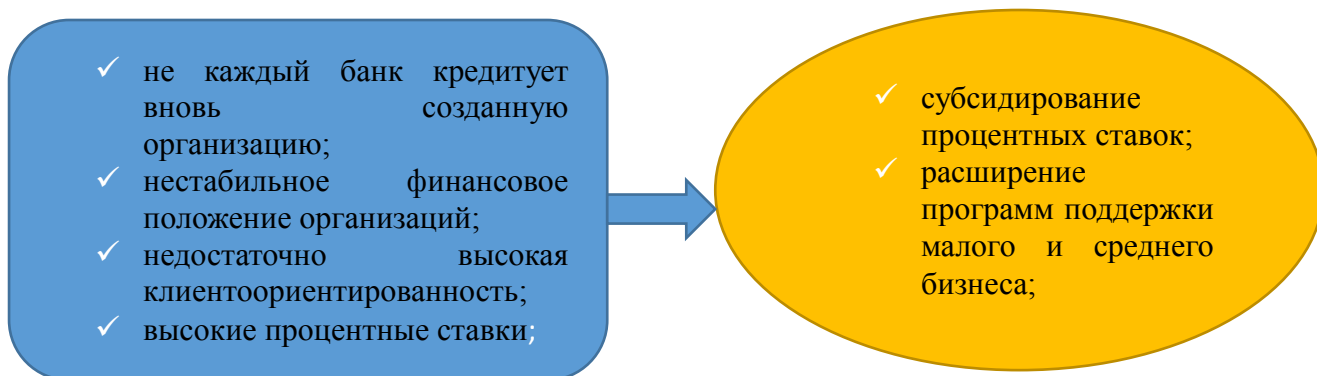 не каждый банк кредитует
вновь созданную
организацию;
нестабильное финансовое
положение организаций;
недостаточно высокая
клиентоориентированность;
высокие процентные ставки;
субсидирование
процентных ставок;
расширение
программ поддержки
малого и среднего
бизнеса;